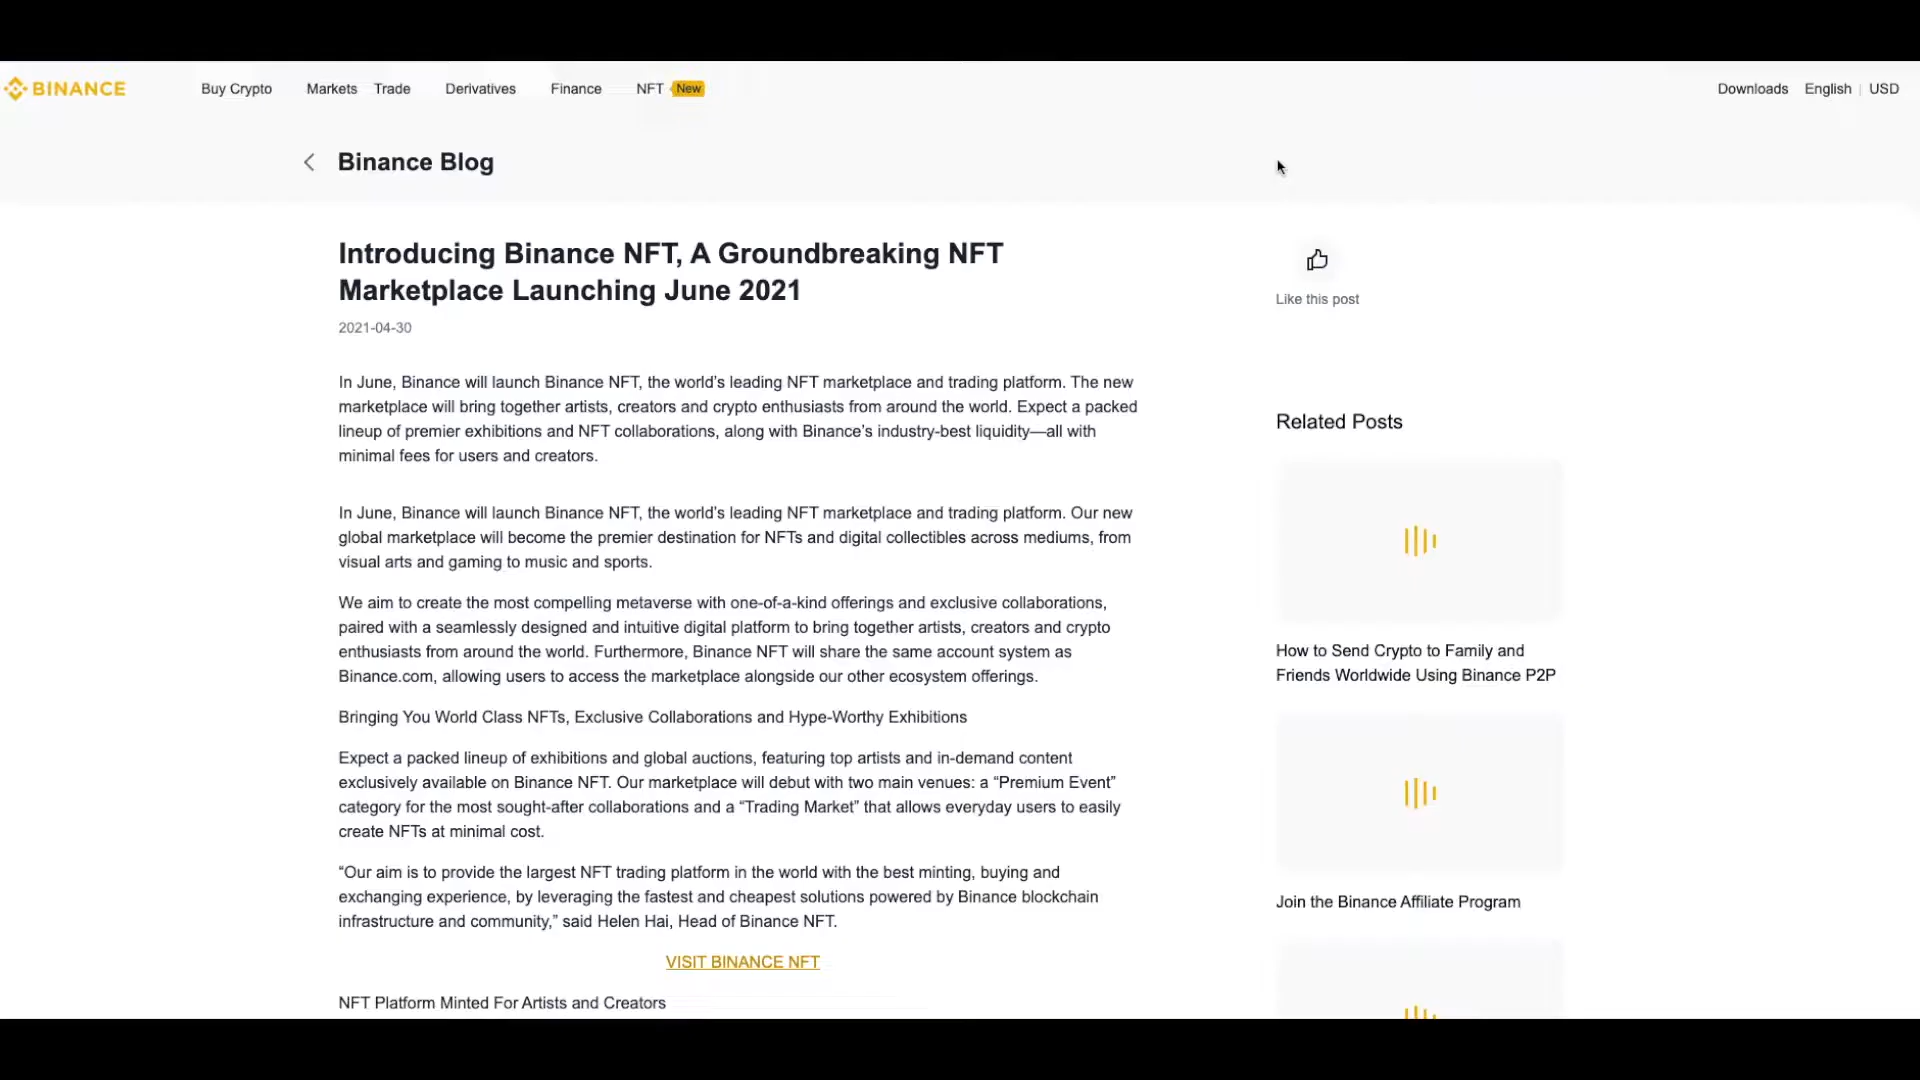 BINANCE
Buy Crypto
Markets
Trade
Derivatives
Finance
NFT New
Downloads
English | USD
Binance Blog
Introducing Binance NFT, A Groundbreaking NFT
Marketplace Launching June 2021
2021-04-30
In June, Binance will launch Binance NFT, the world’s leading NFT marketplace and trading platform. The new
marketplace will bring together artists, creators and crypto enthusiasts from around the world. Expect a packed
lineup of premier exhibitions and NFT collaborations, along with Binance’s industry-best liquidity—all with
minimal fees for users and creators.
In June, Binance will launch Binance NFT, the world’s leading NFT marketplace and trading platform. Our new
global marketplace will become the premier destination for NFTs and digital collectibles across mediums, from
visual arts and gaming to music and sports.
We aim to create the most compelling metaverse with one-of-a-kind offerings and exclusive collaborations,
paired with a seamlessly designed and intuitive digital platform to bring together artists, creators and crypto
enthusiasts from around the world. Furthermore, Binance NFT will share the same account system as
Binance.com, allowing users to access the marketplace alongside our other ecosystem offerings.
Bringing You World Class NFTs, Exclusive Collaborations and Hype-Worthy Exhibitions
Expect a packed lineup of exhibitions and global auctions, featuring top artists and in-demand content
exclusively available on Binance NFT. Our marketplace will debut with two main venues: a “Premium Event”
category for the most sought-after collaborations and a “Trading Market” that allows everyday users to easily
create NFTs at minimal cost.
“Our aim is to provide the largest NFT trading platform in the world with the best minting, buying and
exchanging experience, by leveraging the fastest and cheapest solutions powered by Binance blockchain
infrastructure and community,” said Helen Hai, Head of Binance NFT.
VISIT BINANCE NFT
NFT Platform Minted For Artists and Creators
Like this post
Related Posts
How to Send Crypto to Family and
Friends Worldwide Using Binance P2P
Join the Binance Affiliate Program